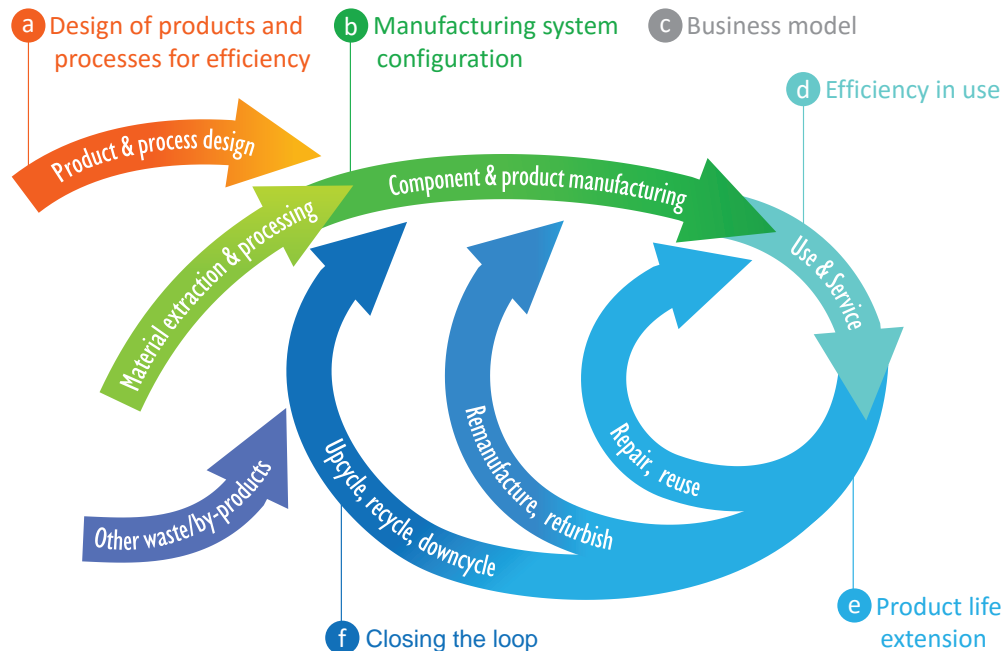 a Design of products and
processes for efficiency
b Manufacturing system
configuration
c Business model
d Efficiency in use
Product & process design
Component & product manufacturing
Material extraction & processing
Use & Service
Other waste/by-products
Upcycle, recycle, downcycle
Remanufacture, refurbish
Repair, reuse
e Product life
extension
f Closing the loop